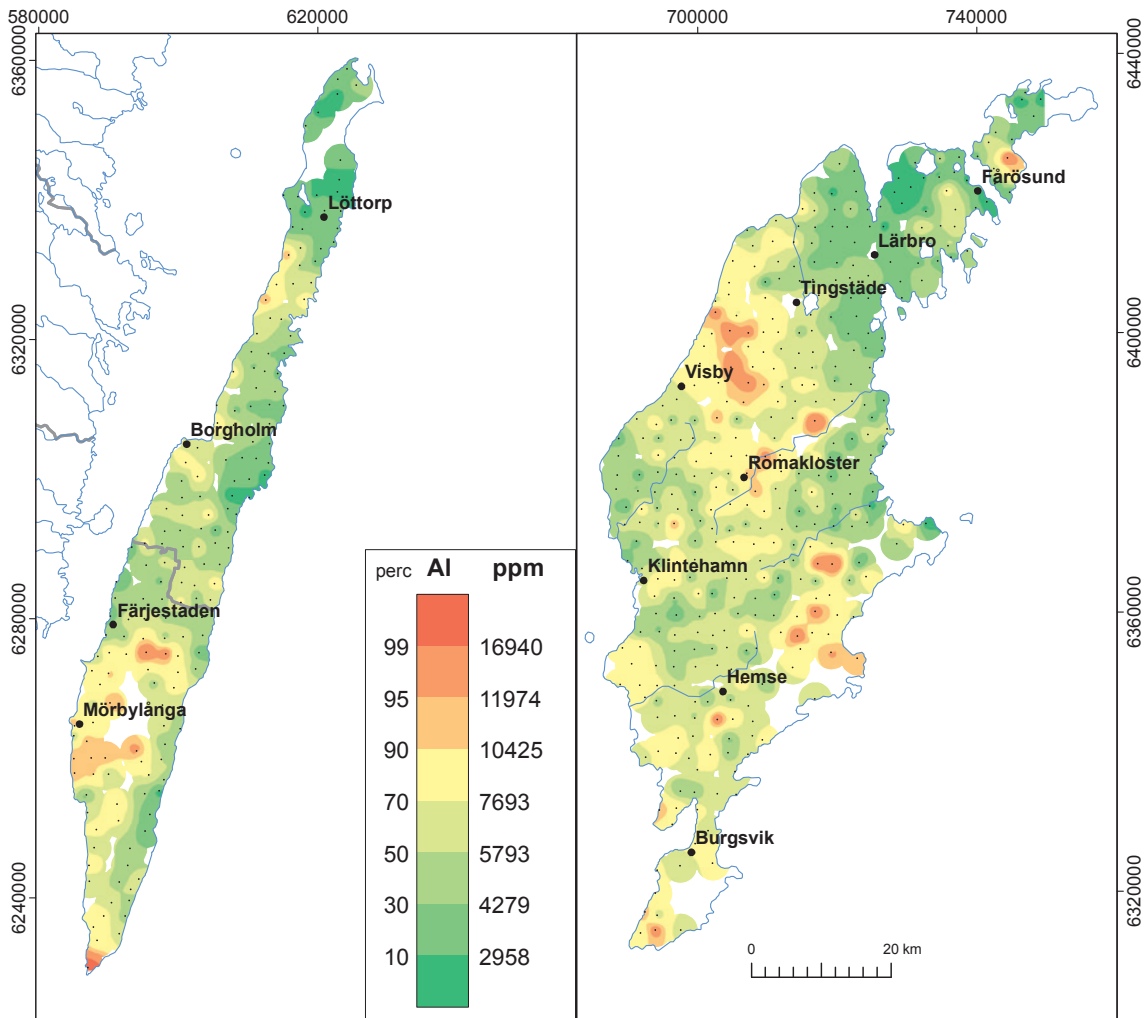 580000 620000 700000 740000
6360000
6320000
6280000
6240000
6440000
6400000
6360000
6320000
Löttorp
Borgholm
Färjestaden
Mörbylånga
Fårösund
Lärbro
Tingstäde
Visby
Romakloster
Klintehamn
Hemse
Burgsvik
perc Al ppm
99 16940
95 11974
90 10425
70 7693
50 5793
30 4279
10 2958
0 20 km